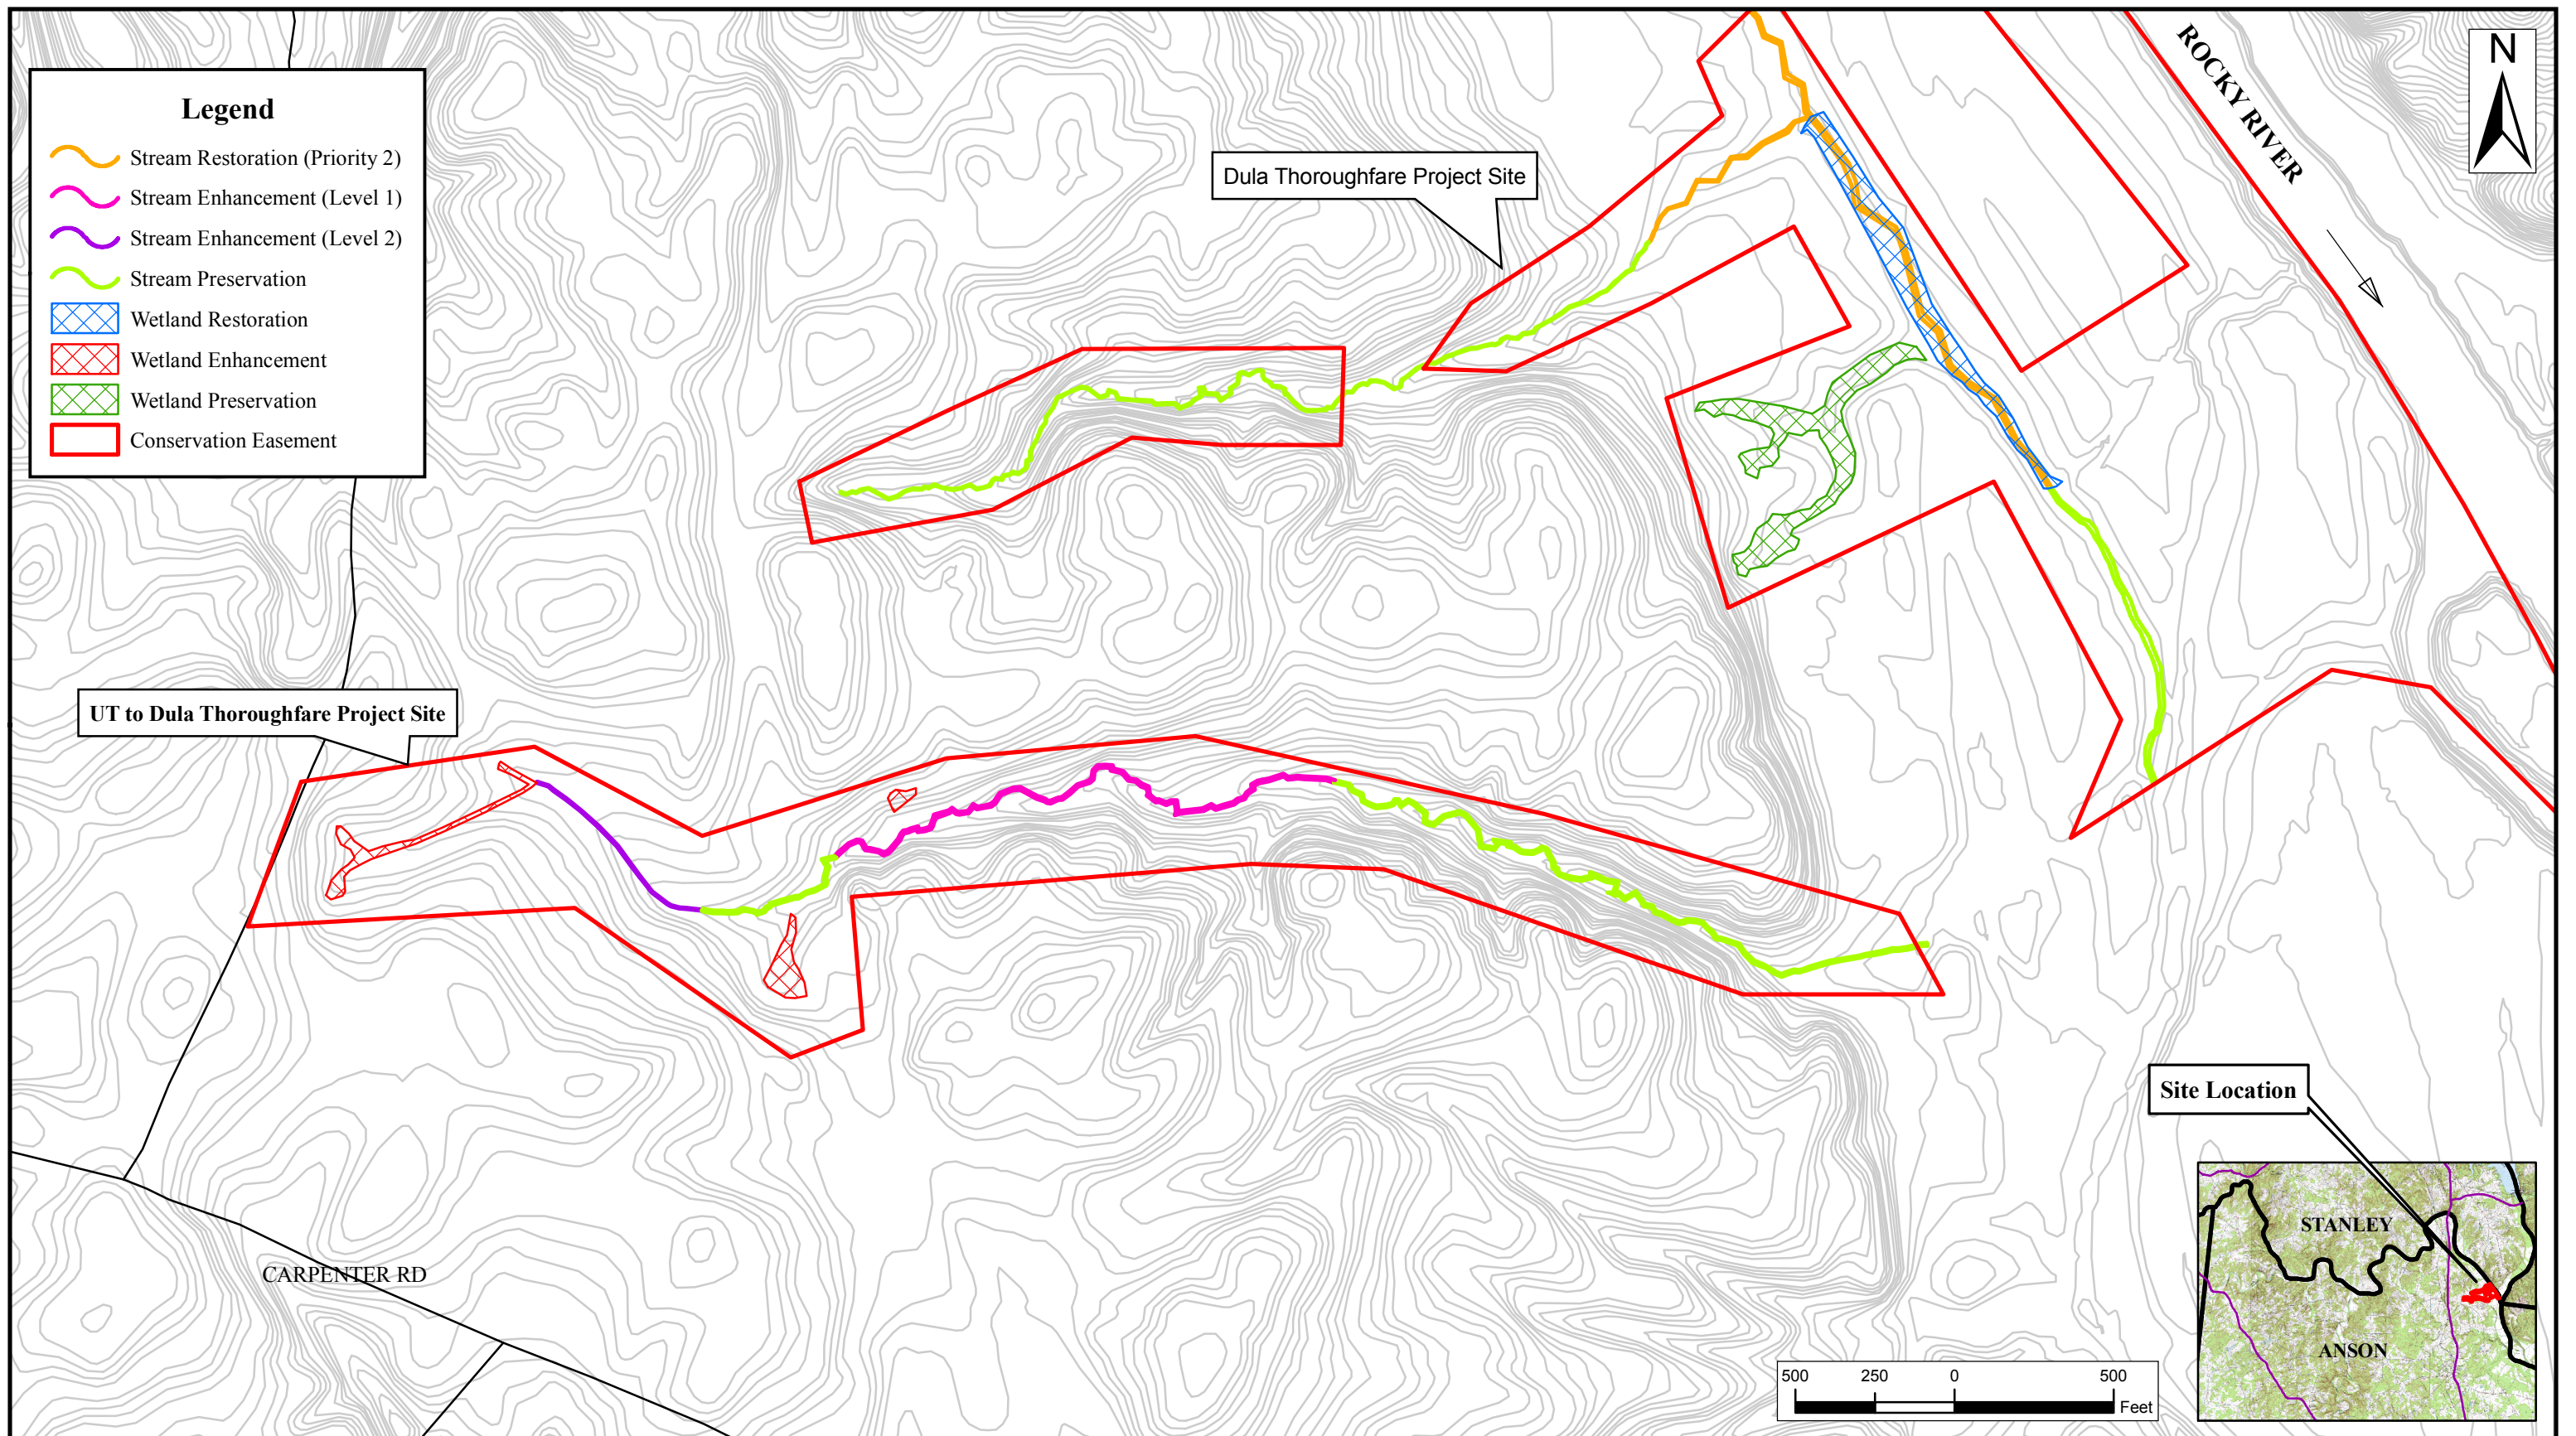 Legend
Stream Restoration (Priority 2)
Stream Enhancement (Level 1)
Stream Enhancement (Level 2)
Stream Preservation
Wetland Restoration
Wetland Enhancement
Wetland Preservation
Conservation Easement
ROCKY RIVER
N
Dula Thoroughfare Project Site
UT to Dula Thoroughfare Project Site
Site Location
CARPENTER RD
STANLEY
ANSON
500 250 0 500
Feet